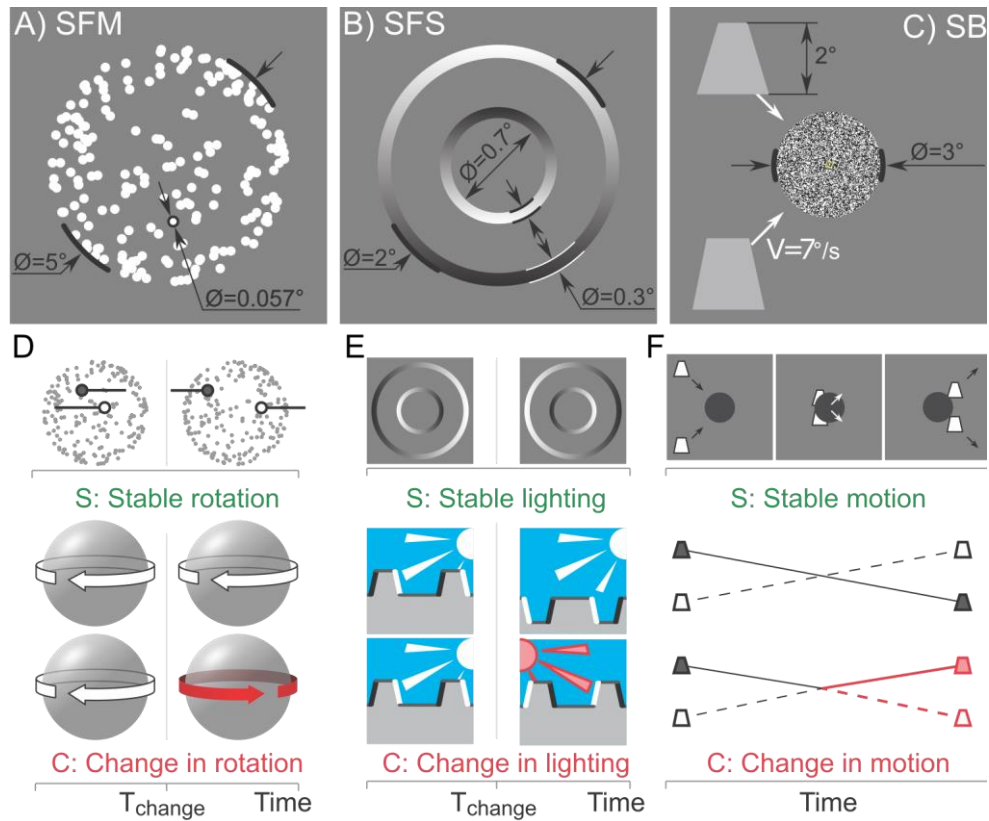 A) SFM
Ø=5°
Ø=0.057°
B) SFS
Ø=0.7°
Ø=2°
Ø=0.3°
C) SB
2°
Ø=3°
V=7°/s
D
S: Stable rotation
C: Change in rotation
Tchange
Time
E
S: Stable lighting
C: Change in lighting
Tchange
Time
F
S: Stable motion
C: Change in motion
Time